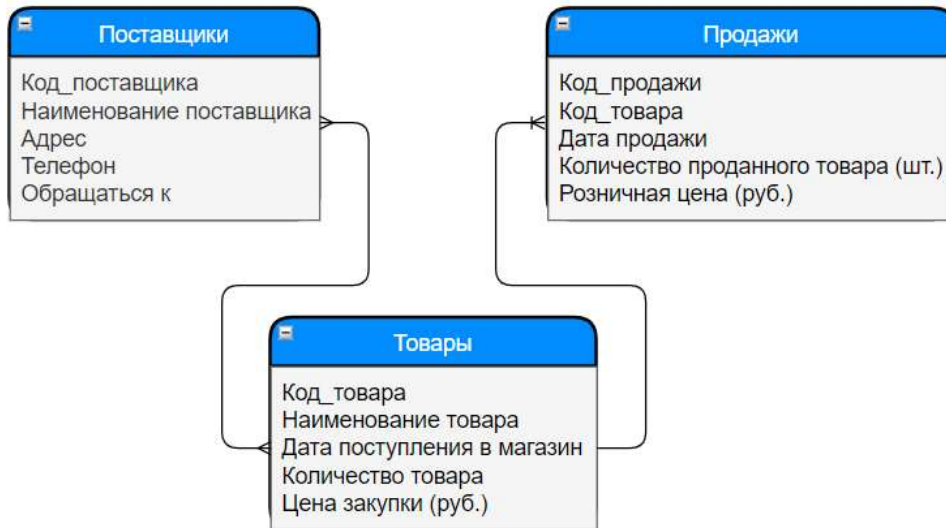 Поставщики
Код_поставщика
Наименование поставщика
Адрес
Телефон
Обращаться к
Продажи
Код_продажи
Код_товара
Дата продажи
Количество проданного товара (шт.)
Розничная цена (руб.)
Товары
Код_товара
Наименование товара
Дата поступления в магазин
Количество товара
Цена закупки (руб.)